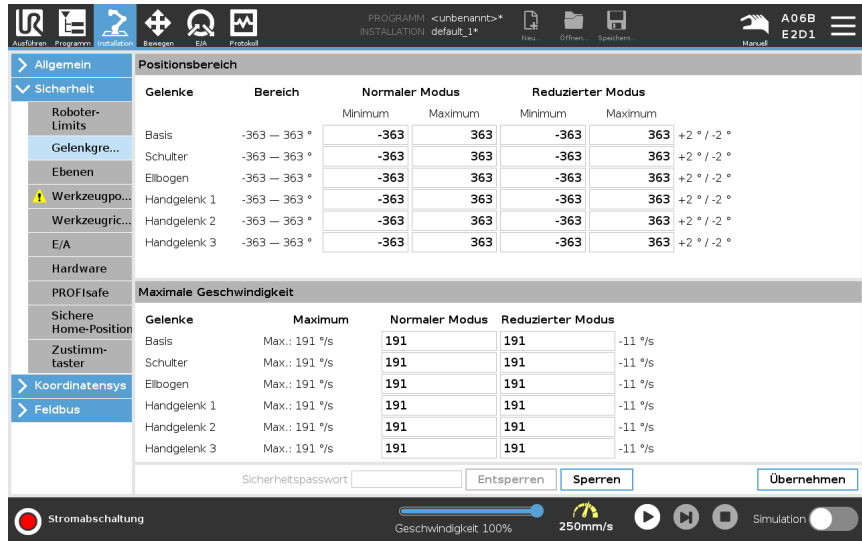 PROGRAMM <unbenannt>*
INSTALLATION default_1*
Ausführen Programm Installation Bewegen E/A Protokoll Neu... Öffnen... Speichern... Manuell
A06B
E2D1
Allgemein
Sicherheit
Roboter-
Limits
Gelenkgre...
Ebenen
Werkzeugpo...
Werkzeugric...
E/A
Hardware
PROFIsafe
Sichere
Home-Position
Zustimm-
taster
Koordinatensys
Feldbus
Positionsbereich
Gelenke Bereich Normaler Modus Reduzierter Modus
Minimum Maximum Minimum Maximum
Basis -363 — 363 ° -363 363 -363 363 +2 ° / -2 °
Schulter -363 — 363 ° -363 363 -363 363 +2 ° / -2 °
Ellbogen -363 — 363 ° -363 363 -363 363 +2 ° / -2 °
Handgelenk 1 -363 — 363 ° -363 363 -363 363 +2 ° / -2 °
Handgelenk 2 -363 — 363 ° -363 363 -363 363 +2 ° / -2 °
Handgelenk 3 -363 — 363 ° -363 363 -363 363 +2 ° / -2 °
Maximale Geschwindigkeit
Gelenke Maximum Normaler Modus Reduzierter Modus
Basis Max.: 191 °/s 191 191 -11 °/s
Schulter Max.: 191 °/s 191 191 -11 °/s
Ellbogen Max.: 191 °/s 191 191 -11 °/s
Handgelenk 1 Max.: 191 °/s 191 191 -11 °/s
Handgelenk 2 Max.: 191 °/s 191 191 -11 °/s
Handgelenk 3 Max.: 191 °/s 191 191 -11 °/s
Sicherheitspasswort Entsperren Sperren Übernehmen
Stromabschaltung
Geschwindigkeit 100%
250mm/s
Simulation